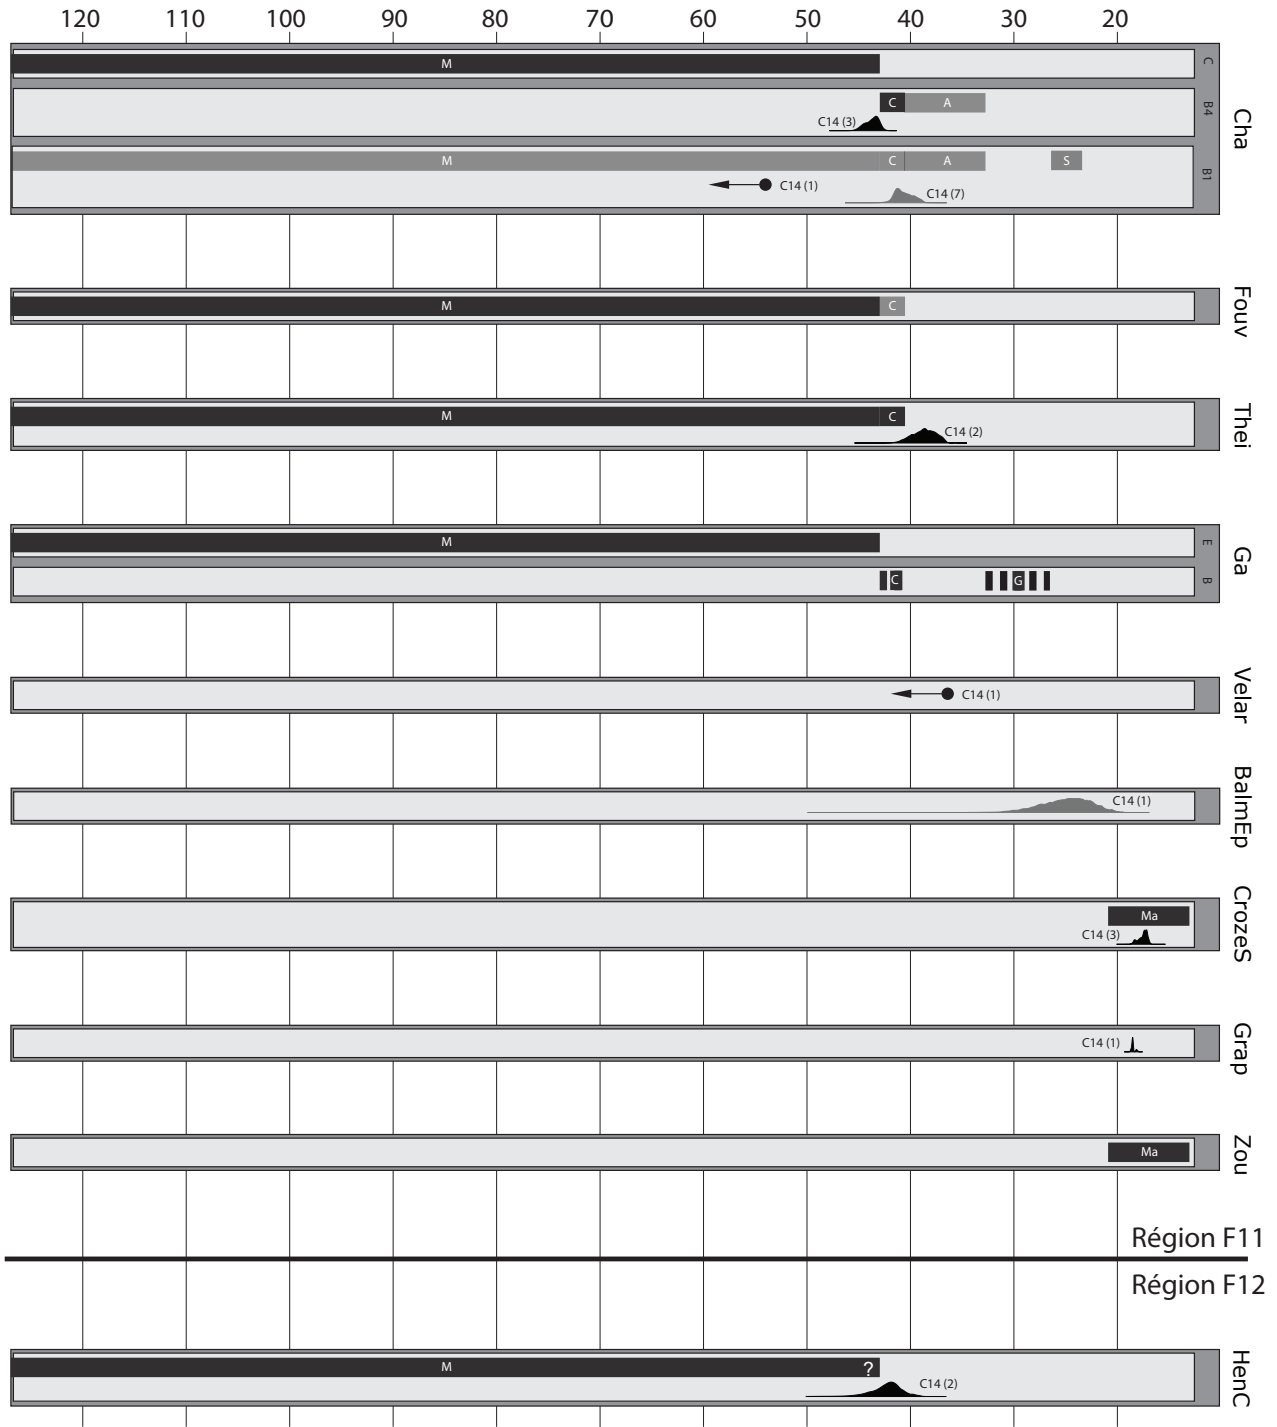 120 110 100 90 80 70 60 50 40 30 20
M
C
C A
C14 (3)
B4
Cha
M C A S
C14 (1)
C14 (7)
B1
M C
Fouv
M C
C14 (2)
Thei
M
E
Ga
C G
B
C14 (1)
Velar
C14 (1)
BalmEp
Ma
C14 (3)
CrozeS
C14 (1)
Grap
Ma
Zou
Région F11
Région F12
M ?
C14 (2)
HenC